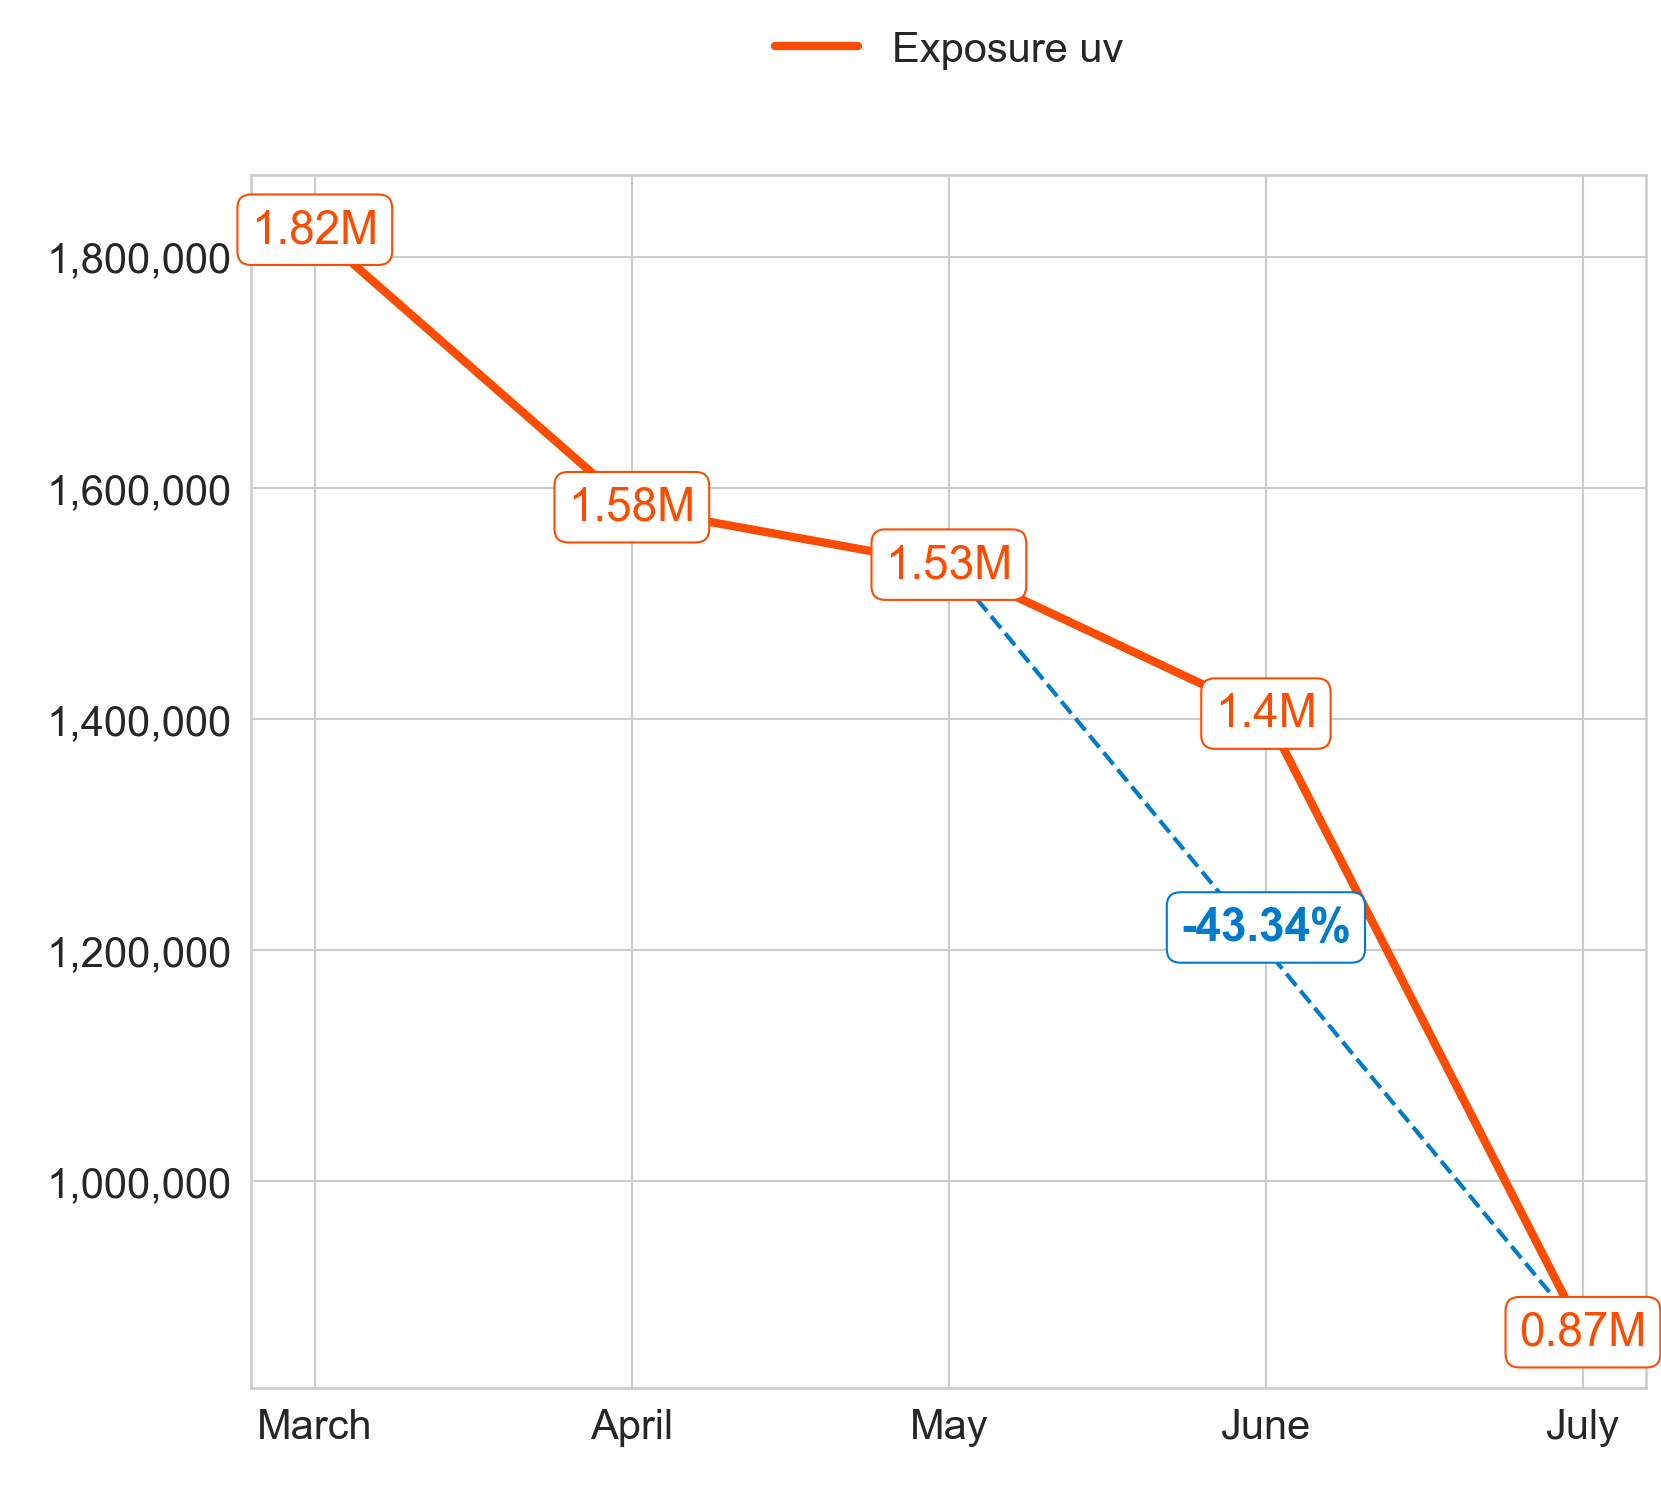 Exposure uv
1.82M
1,800,000
1,600,000
1.58M
1.53M
1,400,000
1.4M
-43.34%
1,200,000
1,000,000
0.87M
March April May June July